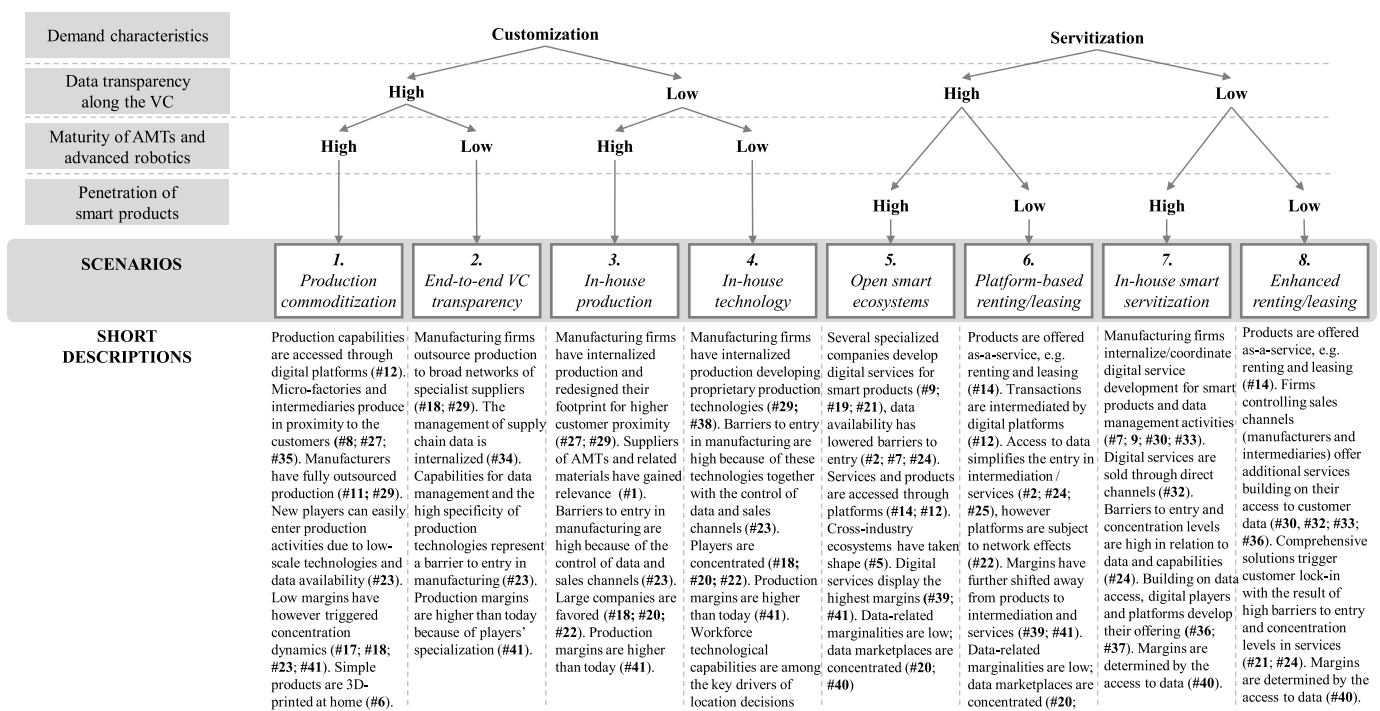 Demand characteristics
Customization
Servitization
Data transparency
along the VC
High
Low
High
Low
Maturity of AMTs and
advanced robotics
High
Low
High
Low
Penetration of
smart products
High
Low
High
Low
SCENARIOS
1.
Production
commoditization
2.
End-to-end VC
transparency
3.
In-house
production
4.
In-house
technology
5.
Open smart
ecosystems
6.
Platform-based
renting/leasing
7.
In-house smart
servitization
8.
Enhanced
renting/leasing
SHORT
DESCRIPTIONS
Production capabilities
are accessed through
digital platforms (#12).
Micro-factories and
intermediaries produce
in proximity to the
customers (#8; #27;
#35). Manufacturers
have fully outsourced
production (#11; #29).
New players can easily
enter production
activities due to low-
scale technologies and
data availability (#23).
Low margins have
however triggered
concentration
dynamics (#17; #18;
#23; #41). Simple
products are 3D-
printed at home (#6).
Manufacturing firms
outsource production
to broad networks of
specialist suppliers
(#18; #29). The
management of supply
chain data is
internalized (#34).
Capabilities for data
management and the
high specificity of
production
technologies represent
a barrier to entry in
manufacturing (#23).
Production margins
are higher than today
because of players'
specialization (#41).
Manufacturing firms
have internalized
production and
redesigned their
footprint for higher
customer proximity
(#27; #29). Suppliers
of AMTs and related
materials have gained
relevance (#1).
Barriers to entry in
manufacturing are
high because of the
control of data and
sales channels (#23).
Large companies are
favored (#18; #20;
#22). Production
margins are higher
than today (#41).
Manufacturing firms
have internalized
production developing
proprietary production
technologies (#29;
#38). Barriers to entry
in manufacturing are
high because of these
technologies together
with the control of
data and sales
channels (#23).
Players are
concentrated (#18;
#20; #22). Production
margins are higher
than today (#41).
Workforce
technological
capabilities are among
the key drivers of
location decisions
Several specialized
companies develop
digital services for
smart products (#9;
#19; #21), data
availability has
lowered barriers to
entry (#2; #7; #24).
Services and products
are accessed through
platforms (#14; #12).
Cross-industry
ecosystems have taken
shape (#5). Digital
services display the
highest margins (#39;
#41). Data-related
marginalities are low;
data marketplaces are
concentrated (#20;
#40)
Products are offered
as-a-service, e.g.
renting and leasing
(#14). Transactions
are intermediated by
digital platforms
(#12). Access to data
simplifies the entry in
intermediation /
services (#2; #24;
#25), however
platforms are subject
to network effects
(#22). Margins have
further shifted away
from products to
intermediation and
services (#39; #41).
Data-related
marginalities are low;
data marketplaces are
concentrated (#20;
Manufacturing firms
internalize/coordinate
digital service
development for smart
products and data
management activities
(#7; 9; #30; #33).
Digital services are
sold through direct
channels (#32).
Barriers to entry and
concentration levels
are high in relation to
data and capabilities
(#24). Building on data
access, digital players
and platforms develop
their offering (#36;
#37). Margins are
determined by the
access to data (#40).
Products are offered
as-a-service, e.g.
renting and leasing
(#14). Firms
controlling sales
channels
(manufacturers and
intermediaries) offer
additional services
building on their
access to customer
data (#30, #32; #33;
#36). Comprehensive
solutions trigger
customer lock-in
with the result of
high barriers to entry
and concentration
levels in services
(#21; #24). Margins
are determined by the
access to data (#40).